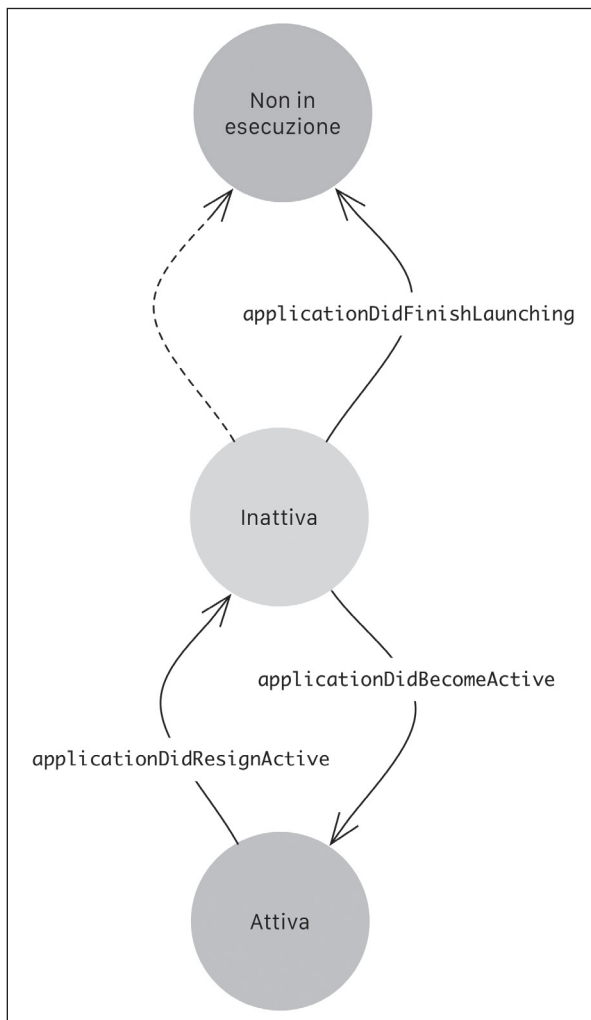 Non in
esecuzione
applicationDidFinishLaunching
Inattiva
applicationDidBecomeActive
applicationDidResignActive
Attiva